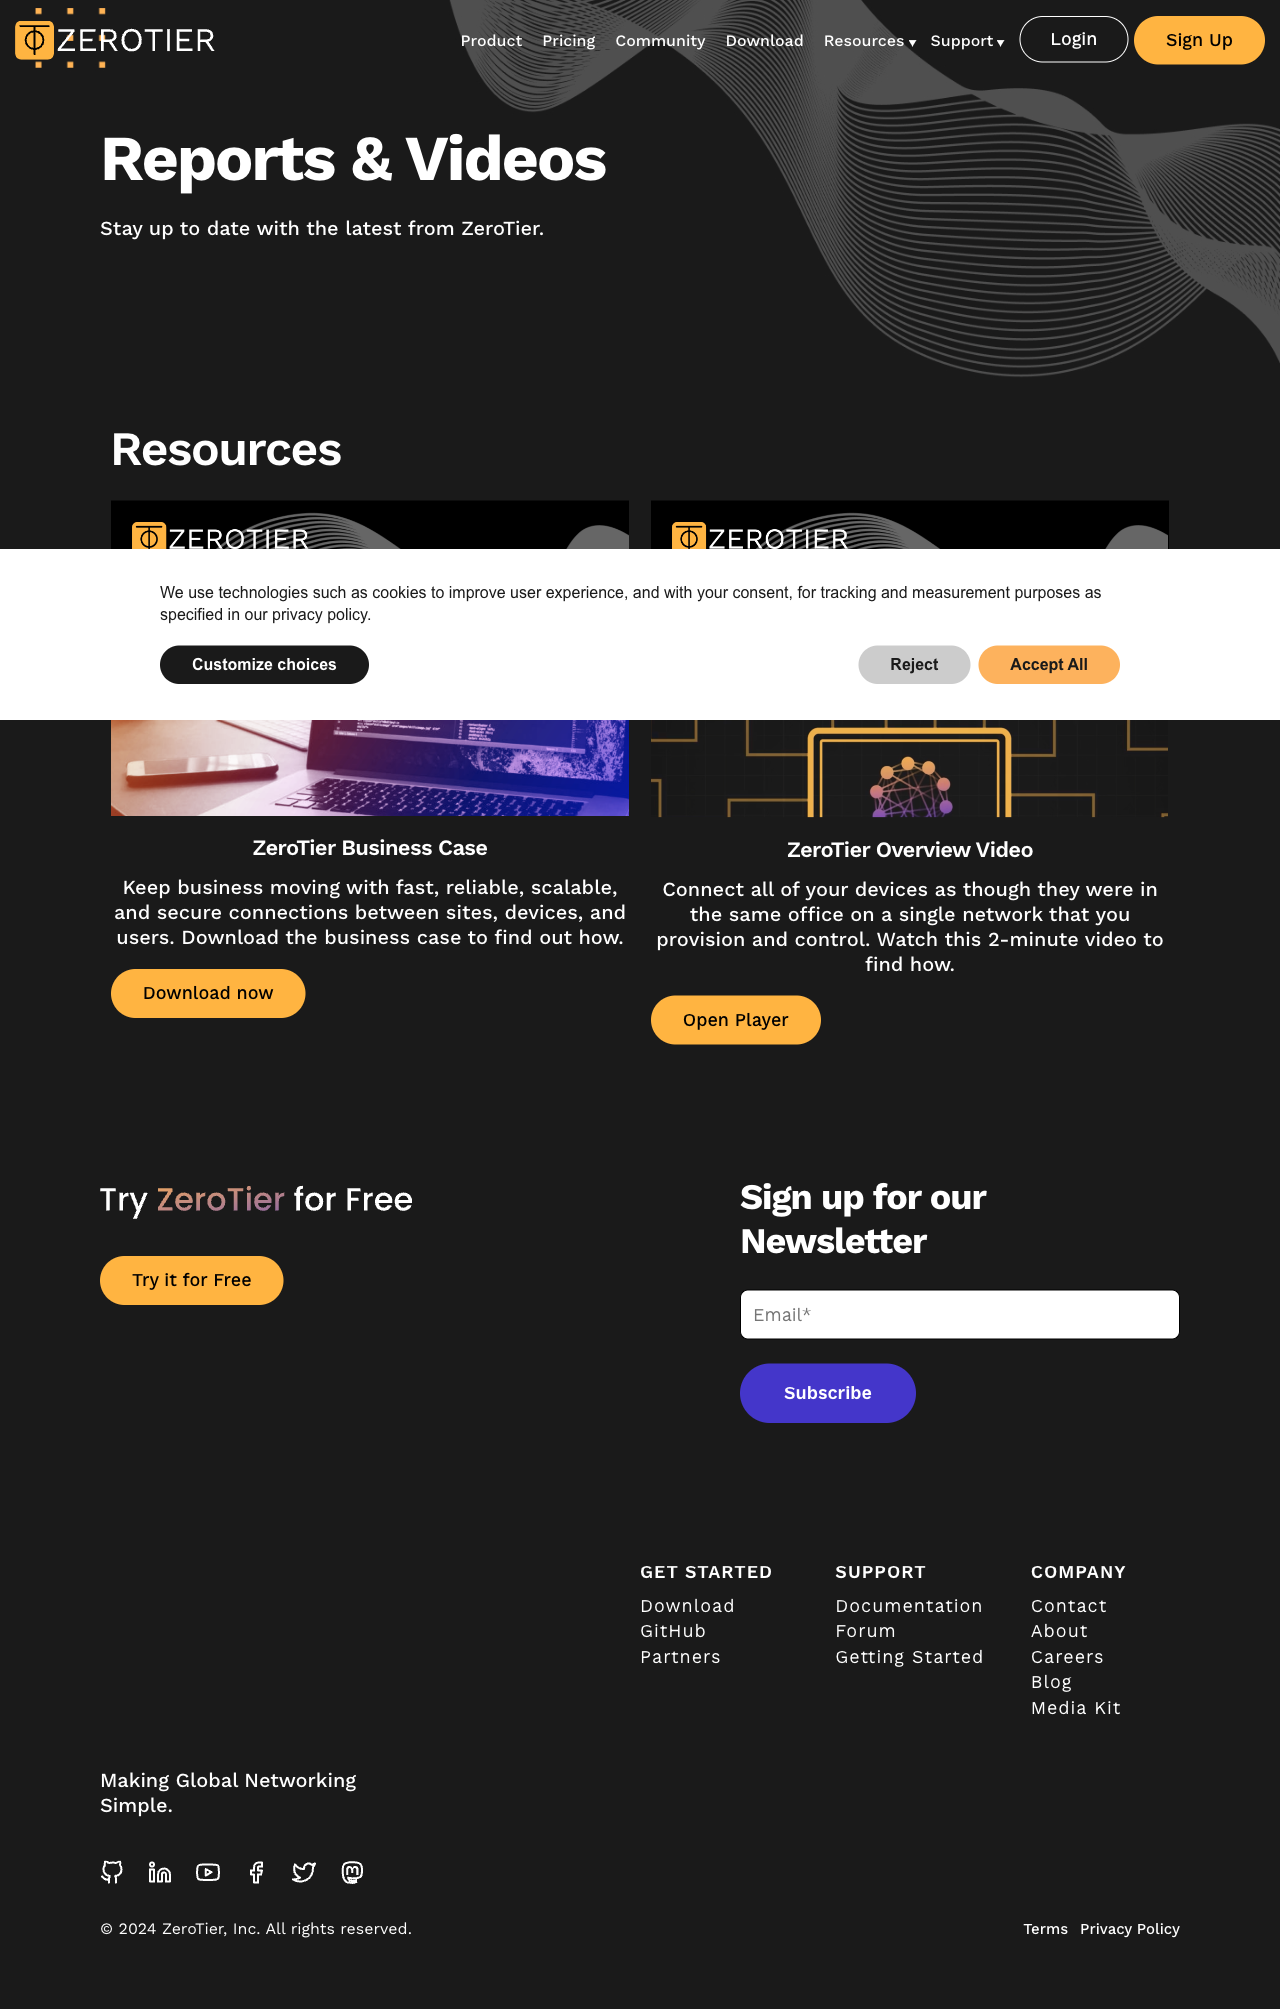 ZEROTIER
Product Pricing Community Download Resources ▾ Support ▾ Login Sign Up
Reports & Videos
Stay up to date with the latest from ZeroTier.
Resources
ZEROTIER
ZEROTIER
We use technologies such as cookies to improve user experience, and with your consent, for tracking and measurement purposes as
specified in our privacy policy.
Customize choices
Reject
Accept All
ZeroTier Business Case
Keep business moving with fast, reliable, scalable,
and secure connections between sites, devices, and
users. Download the business case to find out how.
Download now
ZeroTier Overview Video
Connect all of your devices as though they were in
the same office on a single network that you
provision and control. Watch this 2-minute video to
find how.
Open Player
Try ZeroTier for Free
Try it for Free
Sign up for our
Newsletter
Email*
Subscribe
GET STARTED
Download
GitHub
Partners
SUPPORT
Documentation
Forum
Getting Started
COMPANY
Contact
About
Careers
Blog
Media Kit
Making Global Networking
Simple.
© 2024 ZeroTier, Inc. All rights reserved.
Terms Privacy Policy